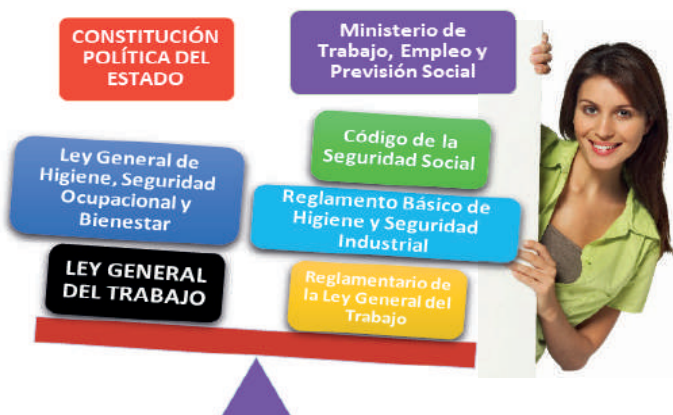 CONSTITUCIÓN
POLÍTICA DEL
ESTADO
Ministerio de
Trabajo, Empleo y
Previsión Social
Ley General de
Higiene, Seguridad
Ocupacional y
Bienestar
Código de la
Seguridad Social
Reglamento Básico de
Higiene y Seguridad
Industrial
LEY GENERAL
DEL TRABAJO
Reglamentario de
la Ley General del
Trabajo